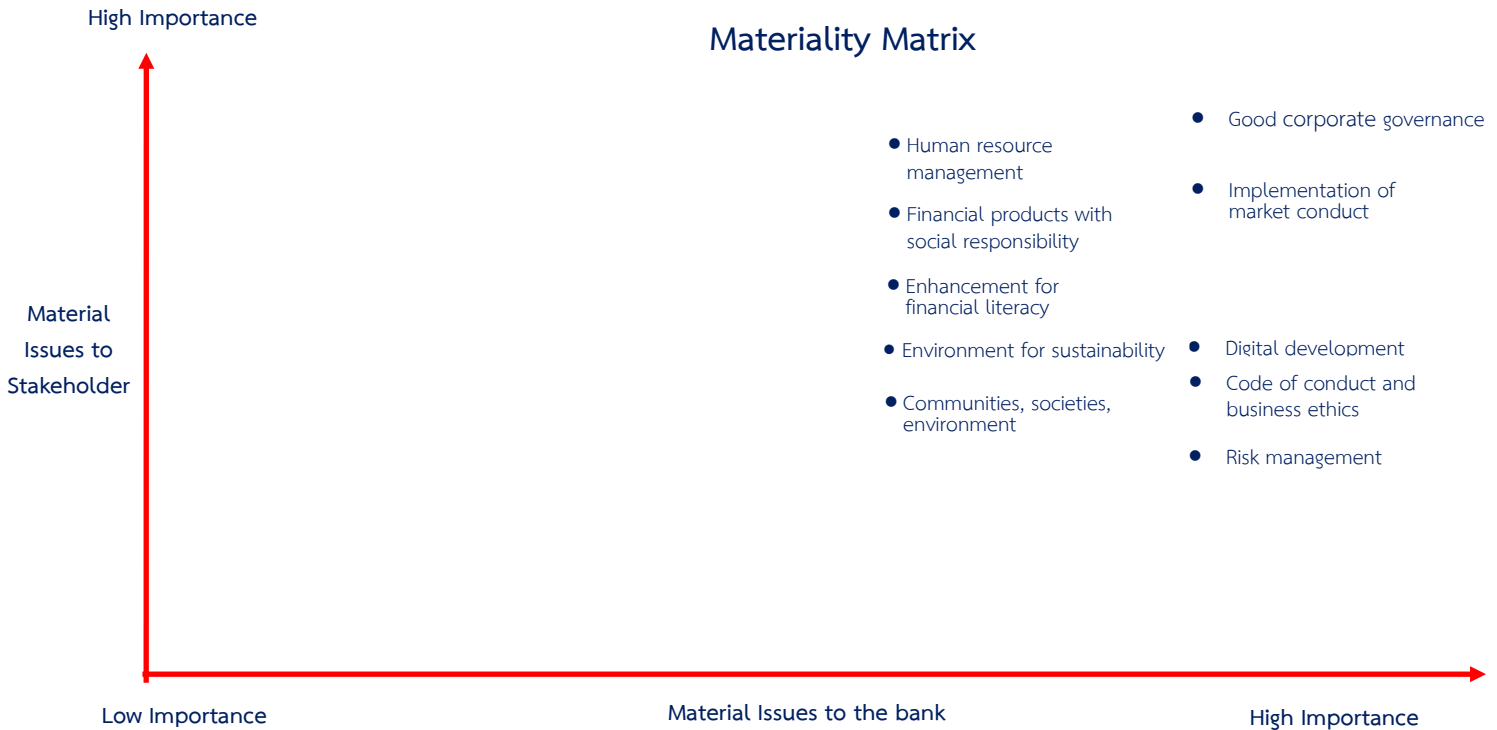 High Importance
Materiality Matrix
Good corporate governance
Human resource
management
Implementation of
market conduct
Financial products with
social responsibility
Enhancement for
financial literacy
Material
Issues to
Stakeholder
Environment for sustainability
Digital development
Code of conduct and
business ethics
Communities, societies,
environment
Risk management
Low Importance
Material Issues to the bank
High Importance